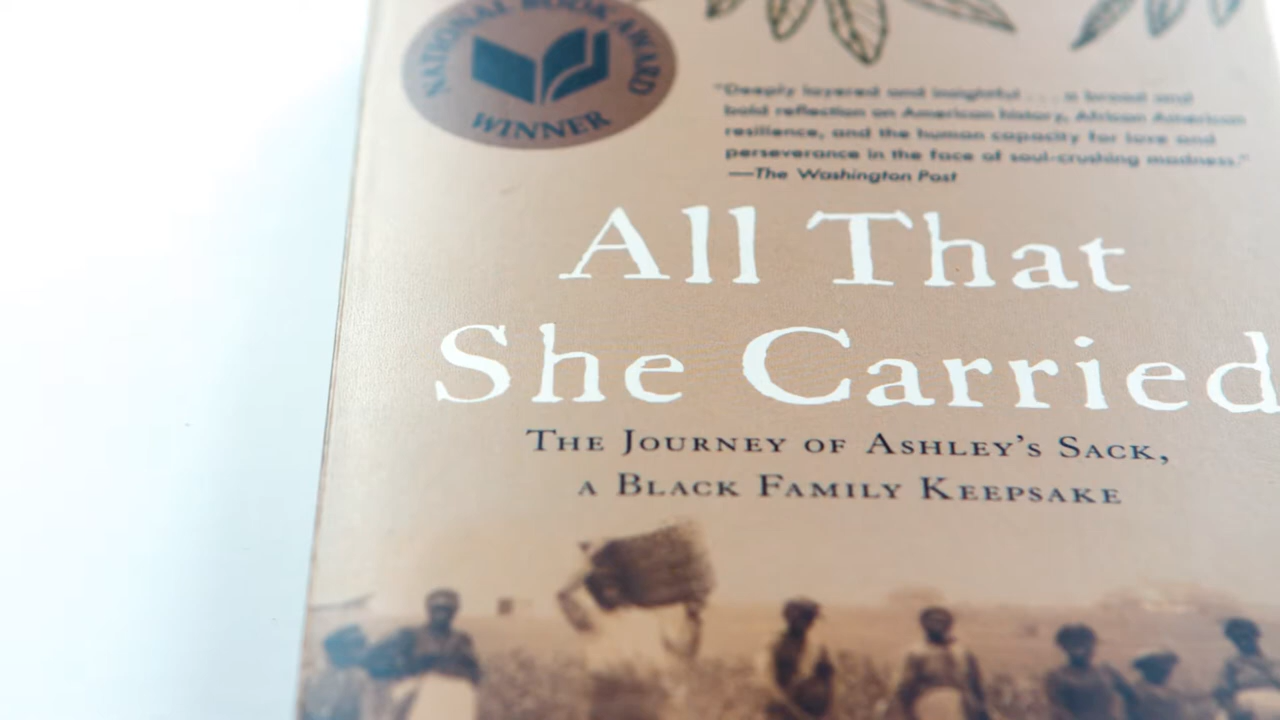 NATIONAL BOOK AWARD
WINNER
"Deeply layered and insightful . . . a broad and
bold reflection on American history, African American
resilience, and the human capacity for love and
perseverance in the face of soul-crushing madness."
—The Washington Post
All That
She Carried
The Journey of Ashley's Sack,
a Black Family Keepsake